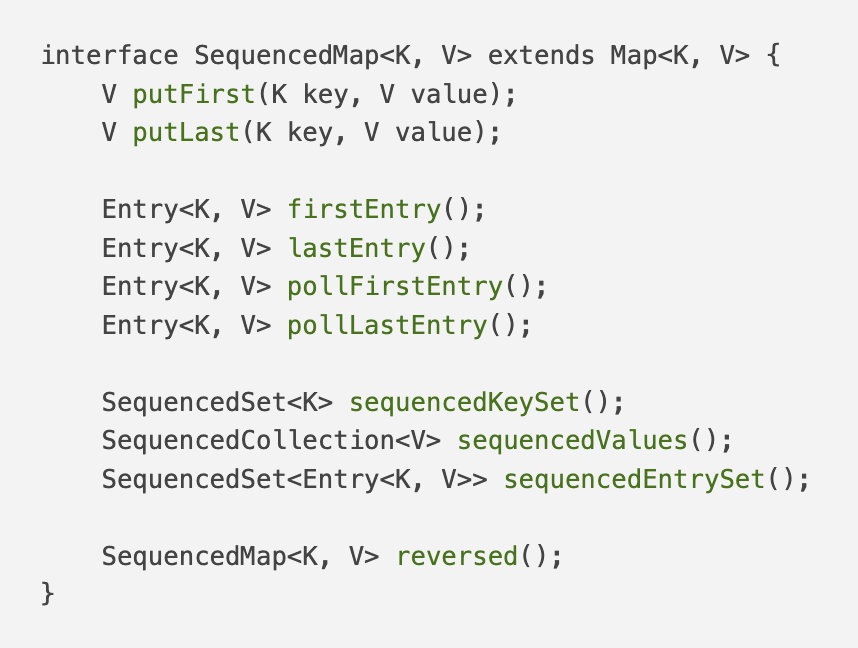 interface SequencedMap<K, V> extends Map<K, V> {
    V putFirst(K key, V value);
    V putLast(K key, V value);

    Entry<K, V> firstEntry();
    Entry<K, V> lastEntry();
    Entry<K, V> pollFirstEntry();
    Entry<K, V> pollLastEntry();

    SequencedSet<K> sequencedKeySet();
    SequencedCollection<V> sequencedValues();
    SequencedSet<Entry<K, V>> sequencedEntrySet();

    SequencedMap<K, V> reversed();
}